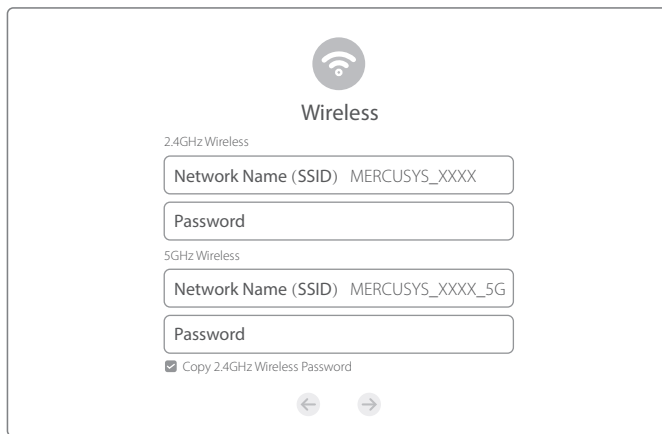 Wireless
2.4GHz Wireless
Network Name (SSID) MERCUSYS_XXXX
Password
5GHz Wireless
Network Name (SSID) MERCUSYS_XXXX_5G
Password
Copy 2.4GHz Wireless Password